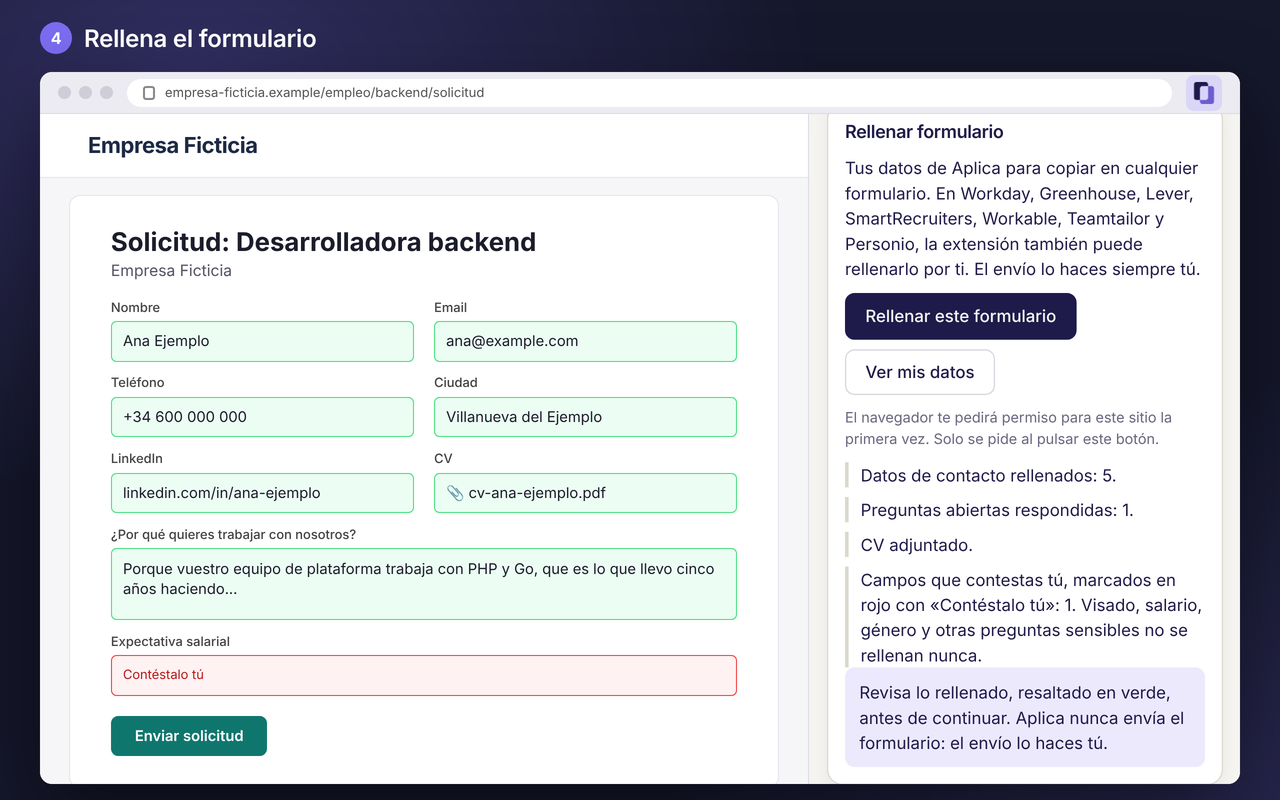 4 Rellena el formulario
empresa-ficticia.example/empleo/backend/solicitud
Empresa Ficticia
Solicitud: Desarrolladora backend
Empresa Ficticia
Nombre
Email
Ana Ejemplo
ana@example.com
Teléfono
Ciudad
+34 600 000 000
Villanueva del Ejemplo
LinkedIn
CV
linkedin.com/in/ana-ejemplo
cv-ana-ejemplo.pdf
¿Por qué quieres trabajar con nosotros?
Porque vuestro equipo de plataforma trabaja con PHP y Go, que es lo que llevo cinco
años haciendo...
Expectativa salarial
Contéstalo tú
Enviar solicitud
Rellenar formulario
Tus datos de Aplica para copiar en cualquier
formulario. En Workday, Greenhouse, Lever,
SmartRecruiters, Workable, Teamtailor y
Personio, la extensión también puede
rellenarlo por ti. El envío lo haces siempre tú.
Rellenar este formulario
Ver mis datos
El navegador te pedirá permiso para este sitio la
primera vez. Solo se pide al pulsar este botón.
Datos de contacto rellenados: 5.
Preguntas abiertas respondidas: 1.
CV adjuntado.
Campos que contestas tú, marcados en
rojo con «Contéstalo tú»: 1. Visado, salario,
género y otras preguntas sensibles no se
rellenan nunca.
Revisa lo rellenado, resaltado en verde,
antes de continuar. Aplica nunca envía el
formulario: el envío lo haces tú.